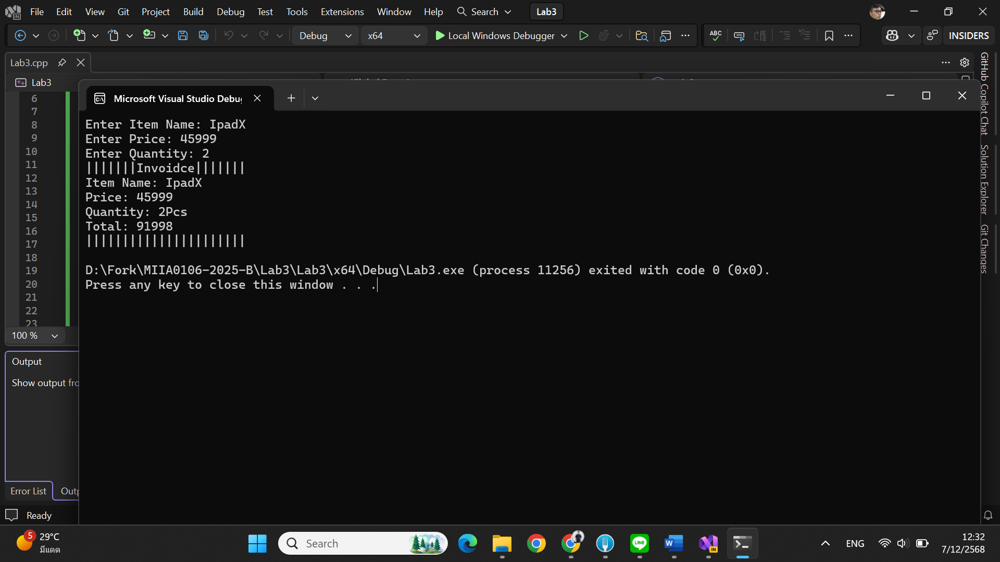 File Edit View Git Project Build Debug Test Tools Extensions Window Help Search Lab3
Debug x64 Local Windows Debugger INSIDERS
Lab3.cpp
Lab3
Microsoft Visual Studio Debug
6
7
8
9
10
11
12
13
14
15
16
17
18
19
20
21
22
23
Enter Item Name: IpadX
Enter Price: 45999
Enter Quantity: 2
|||||||Invoidce|||||||
Item Name: IpadX
Price: 45999
Quantity: 2Pcs
Total: 91998
||||||||||||||||||||||
D:\Fork\MIIA0106-2025-B\Lab3\Lab3\x64\Debug\Lab3.exe (process 11256) exited with code 0 (0x0).
Press any key to close this window . . .
GitHub Copilot Chat
Solution Explorer
Git Changes
100 %
Output
Show output fro
Error List Outp
Ready
5 29°C
มีแดด
Search
ENG
12:32
7/12/2568